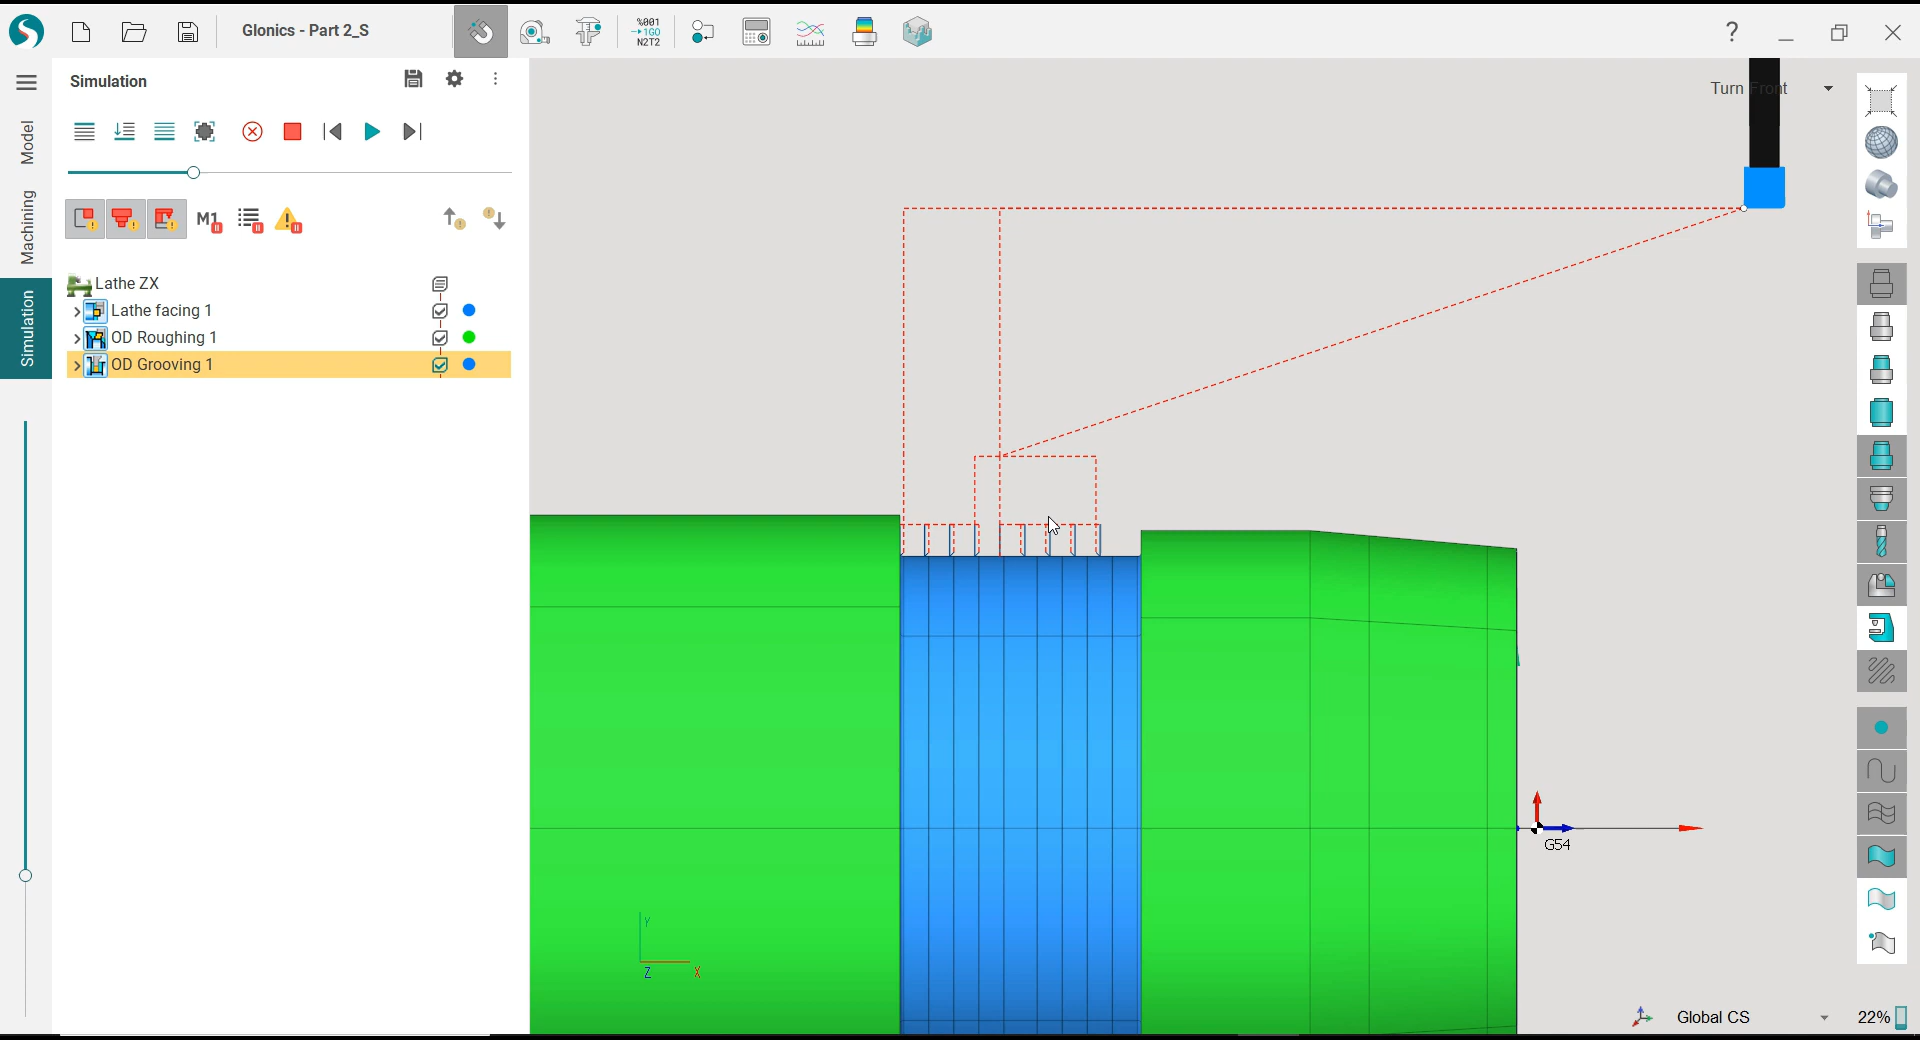 Glonics - Part 2_S
%001
1G0
N2T2
?
Simulation
Turn Front
Model
Machining
Simulation
M1
Lathe ZX
Lathe facing 1
OD Roughing 1
OD Grooving 1
G54
Y
Z
X
Global CS
22%